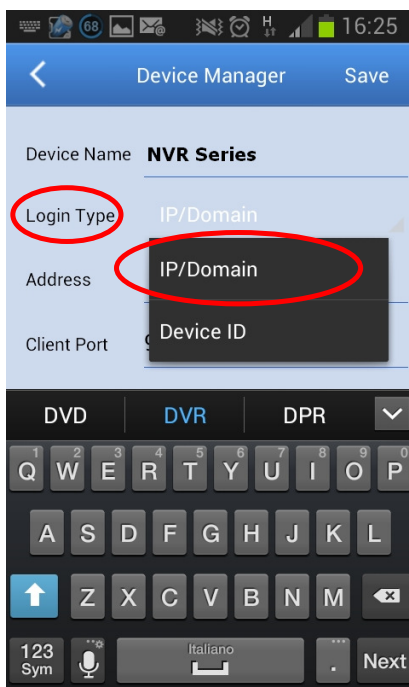 68 @ H 16:25
Device Manager Save
Device Name NVR Series
Login Type IP/Domain
IP/Domain
Address
Device ID
Client Port
DVD DVR DPR
1 2 3 4 5 6 7 8 9 0
Q W E R T Y U I O P
A S D F G H J K L
Z X C V B N M
123 Italiano
Sym . Next